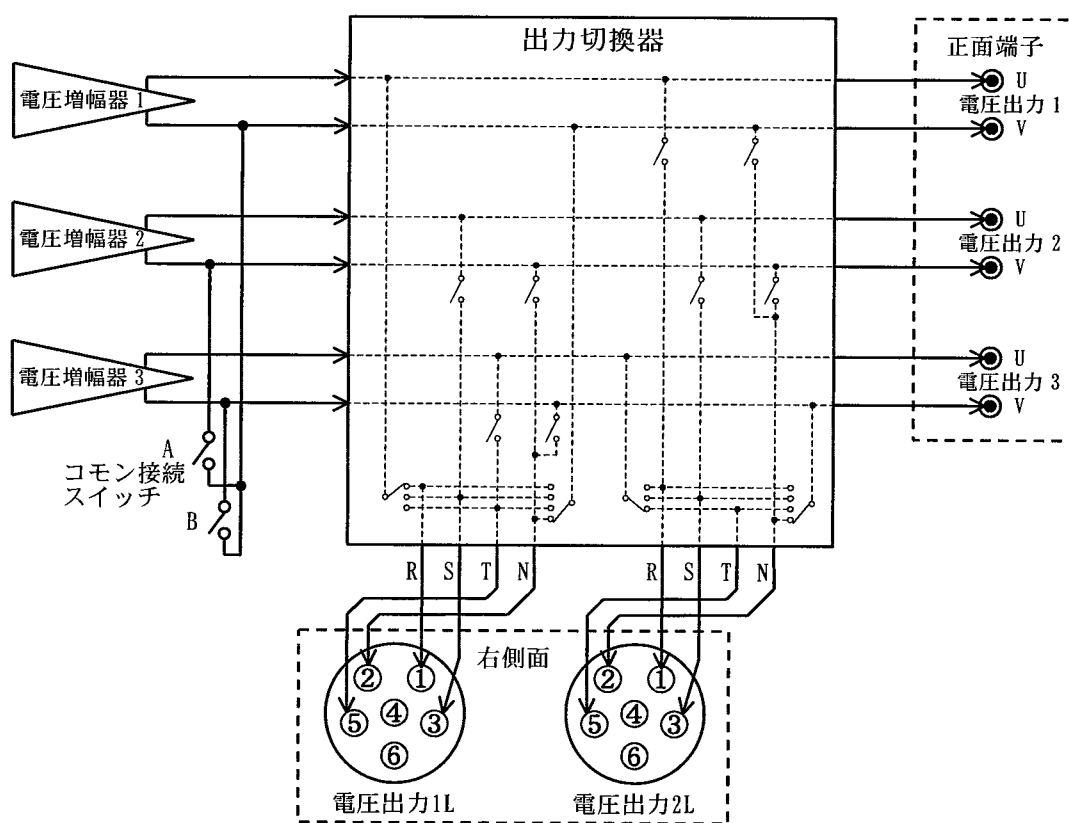 出力切換器
正面端子
電圧増幅器 1
U
電圧出力 1
V
電圧増幅器 2
U
電圧出力 2
V
電圧増幅器 3
U
電圧出力 3
V
A
コモン接続
スイッチ
B
R S T N
R S T N
右側面
② ①
⑤ ④ ③
⑥
② ①
⑤ ④ ③
⑥
電圧出力1L
電圧出力2L